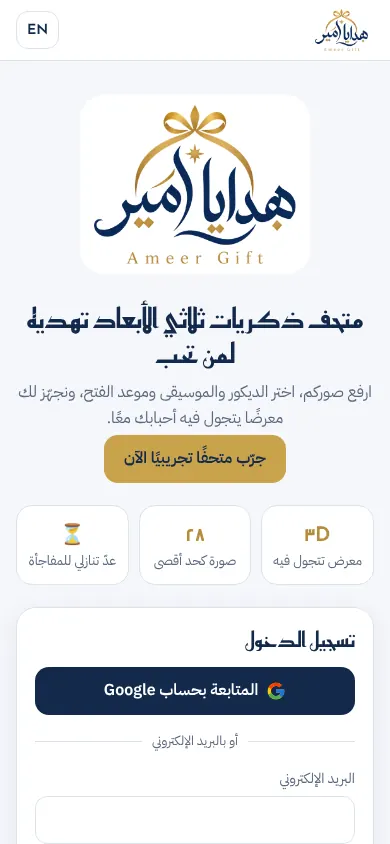 هدايا أمير
Ameer Gift
EN
هدايا أمير
Ameer Gift
متحف ذكريات ثلاثي الأبعاد تهديه
لمن تحب
ارفع صوركم، اختر الديكور والموسيقى وموعد الفتح، ونجهّز لك
معرضًا يتجول فيه أحبابك معًا.
جرّب متحفًا تجريبيًا الآن
٣D
معرض تتجول فيه
٢٨
صورة كحد أقصى
عدّ تنازلي للمفاجأة
تسجيل الدخول
المتابعة بحساب Google
أو بالبريد الإلكتروني
البريد الإلكتروني